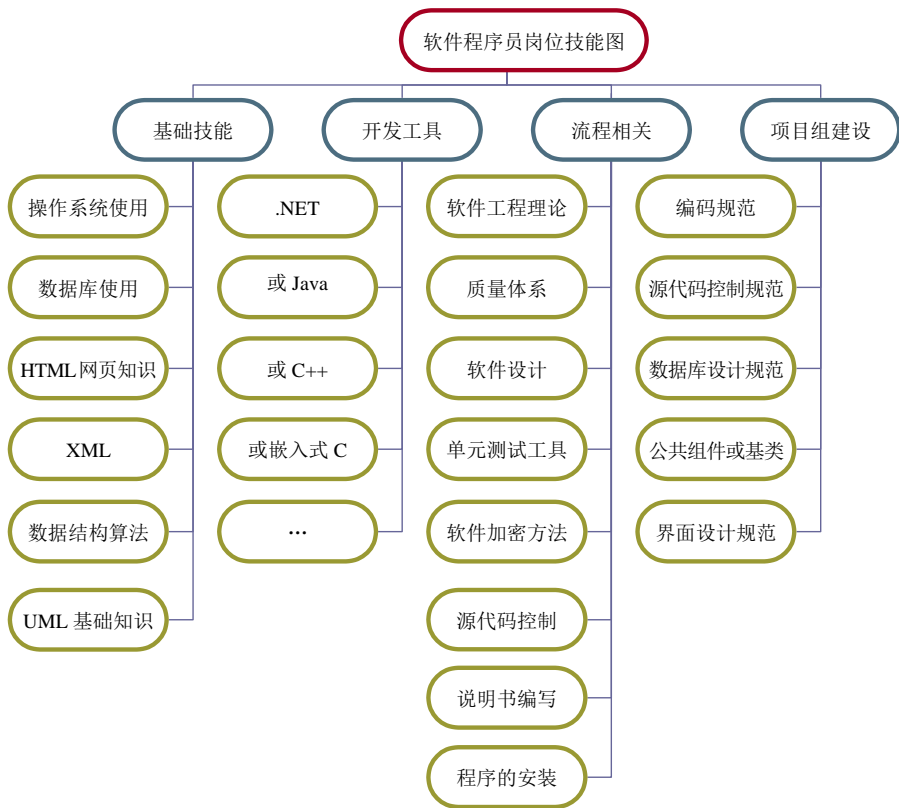 软件程序员岗位技能图
基础技能
开发工具
流程相关
项目组建设
操作系统使用
数据库使用
HTML 网页知识
XML
数据结构算法
UML 基础知识
.NET
或 Java
或 C++
或嵌入式 C
…
软件工程理论
质量体系
软件设计
单元测试工具
软件加密方法
源代码控制
说明书编写
程序的安装
编码规范
源代码控制规范
数据库设计规范
公共组件或基类
界面设计规范